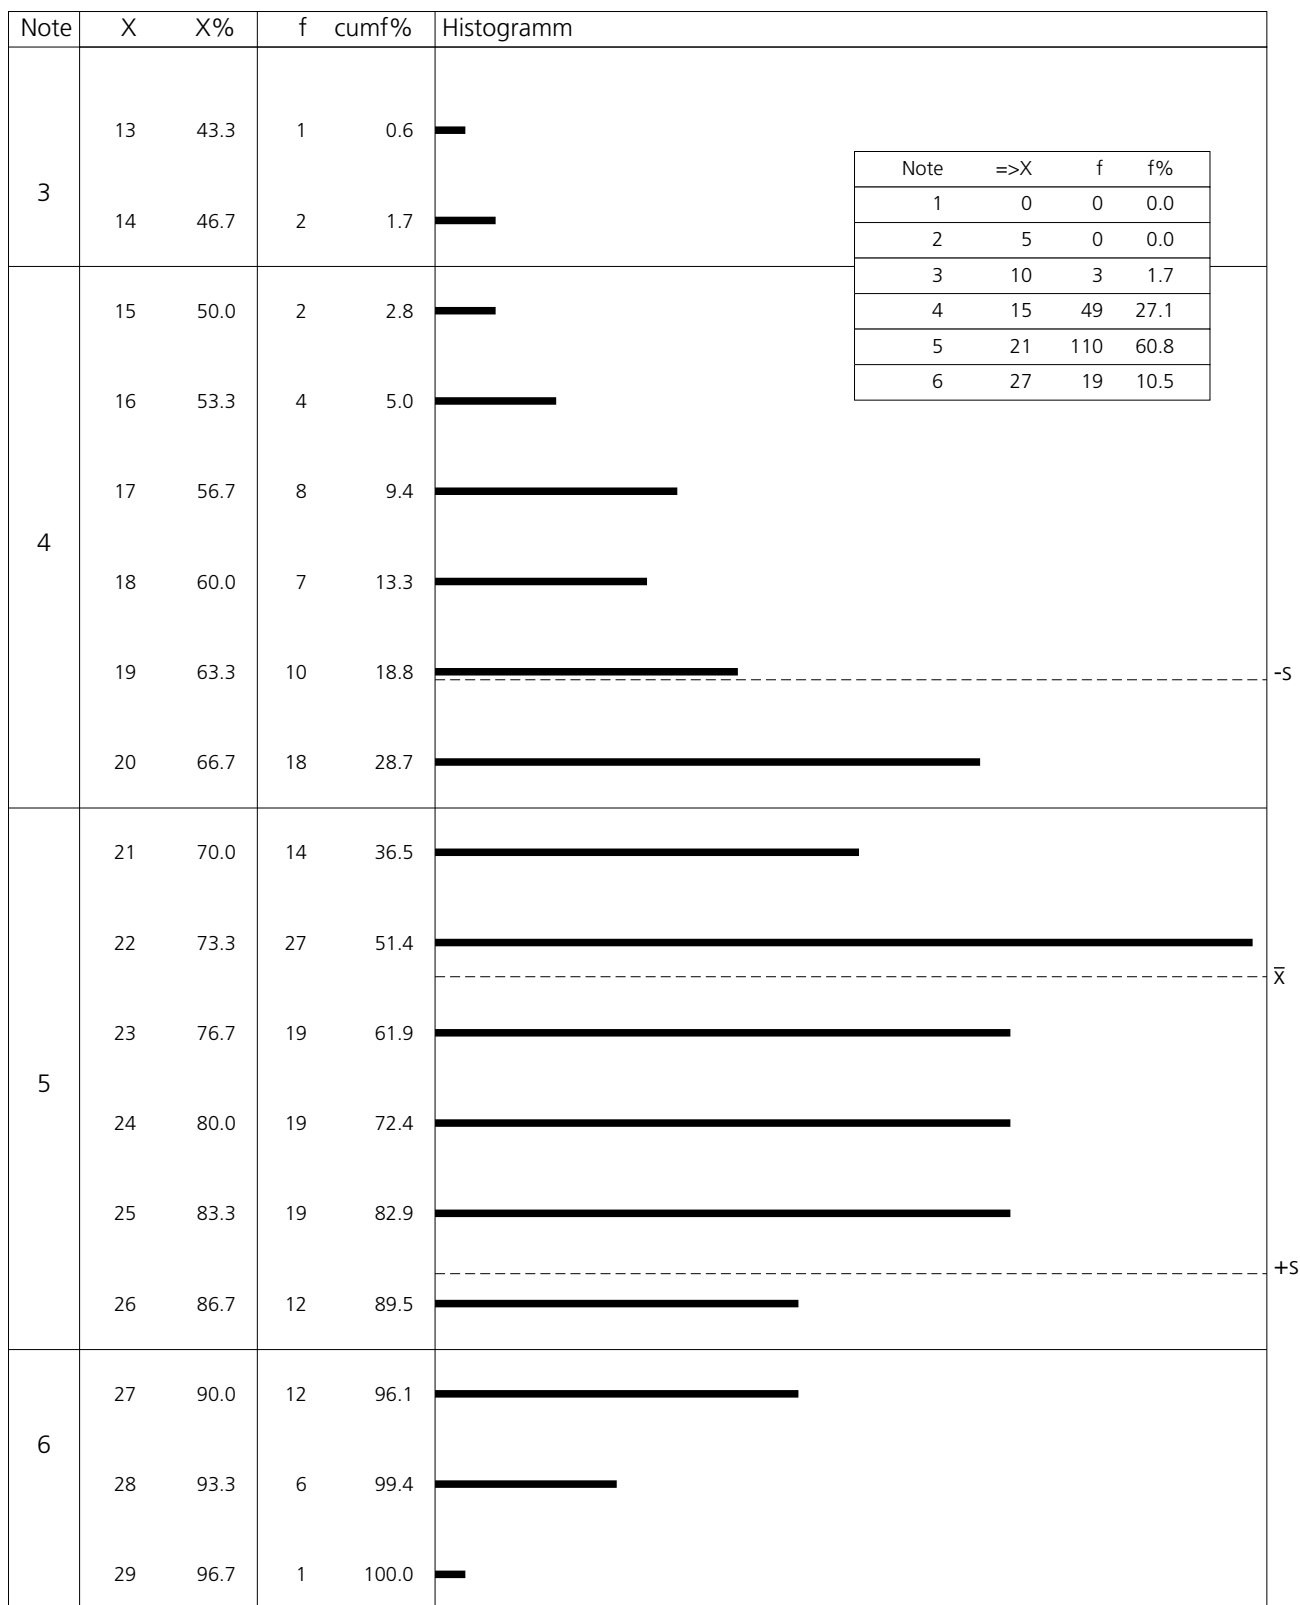 Note X X% f cumf% Histogramm
13 43.3 1 0.6
3
14 46.7 2 1.7
Note =>X f f%
1 0 0 0.0
2 5 0 0.0
3 10 3 1.7
4 15 49 27.1
5 21 110 60.8
6 27 19 10.5
15 50.0 2 2.8
16 53.3 4 5.0
17 56.7 8 9.4
4
18 60.0 7 13.3
19 63.3 10 18.8
-s
20 66.7 18 28.7
21 70.0 14 36.5
22 73.3 27 51.4
x̄
23 76.7 19 61.9
5
24 80.0 19 72.4
25 83.3 19 82.9
+s
26 86.7 12 89.5
27 90.0 12 96.1
6
28 93.3 6 99.4
29 96.7 1 100.0